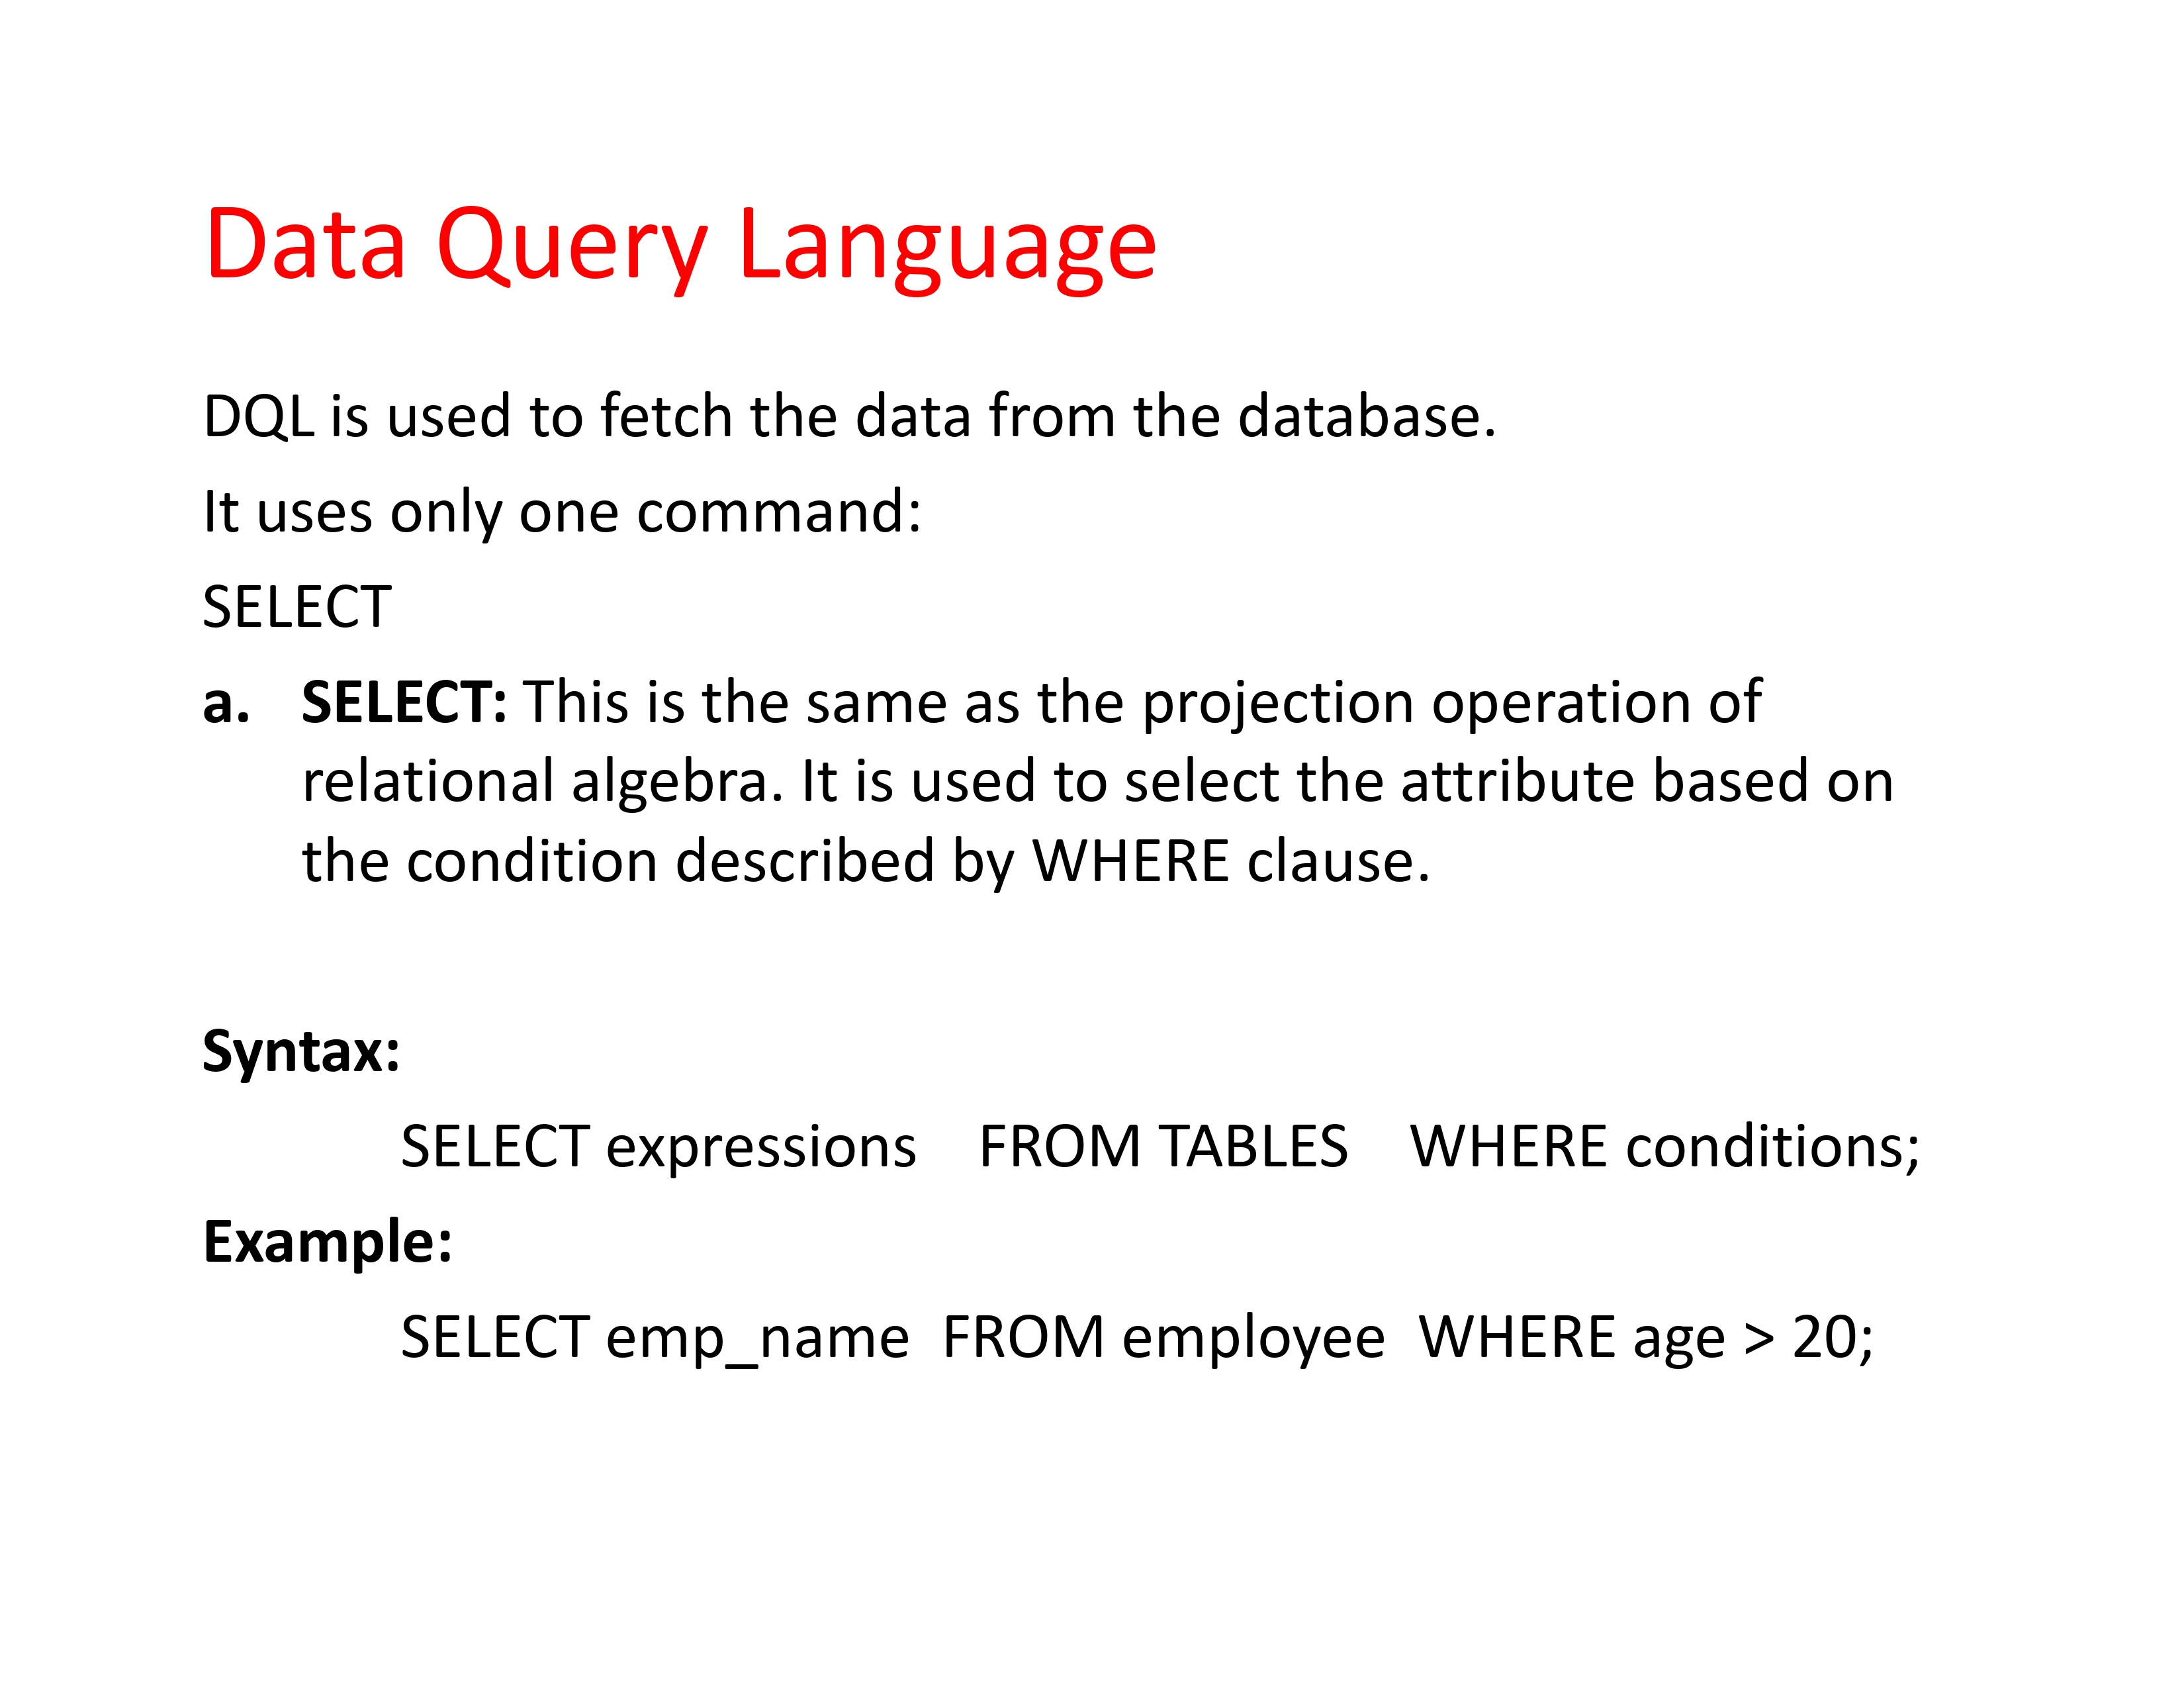 Data Query Language
DQL is used to fetch the data from the database.
It uses only one command:
SELECT
a. SELECT: This is the same as the projection operation of
relational algebra. It is used to select the attribute based on
the condition described by WHERE clause.
Syntax:
SELECT expressions    FROM TABLES    WHERE conditions;
Example:
SELECT emp_name  FROM employee  WHERE age > 20;